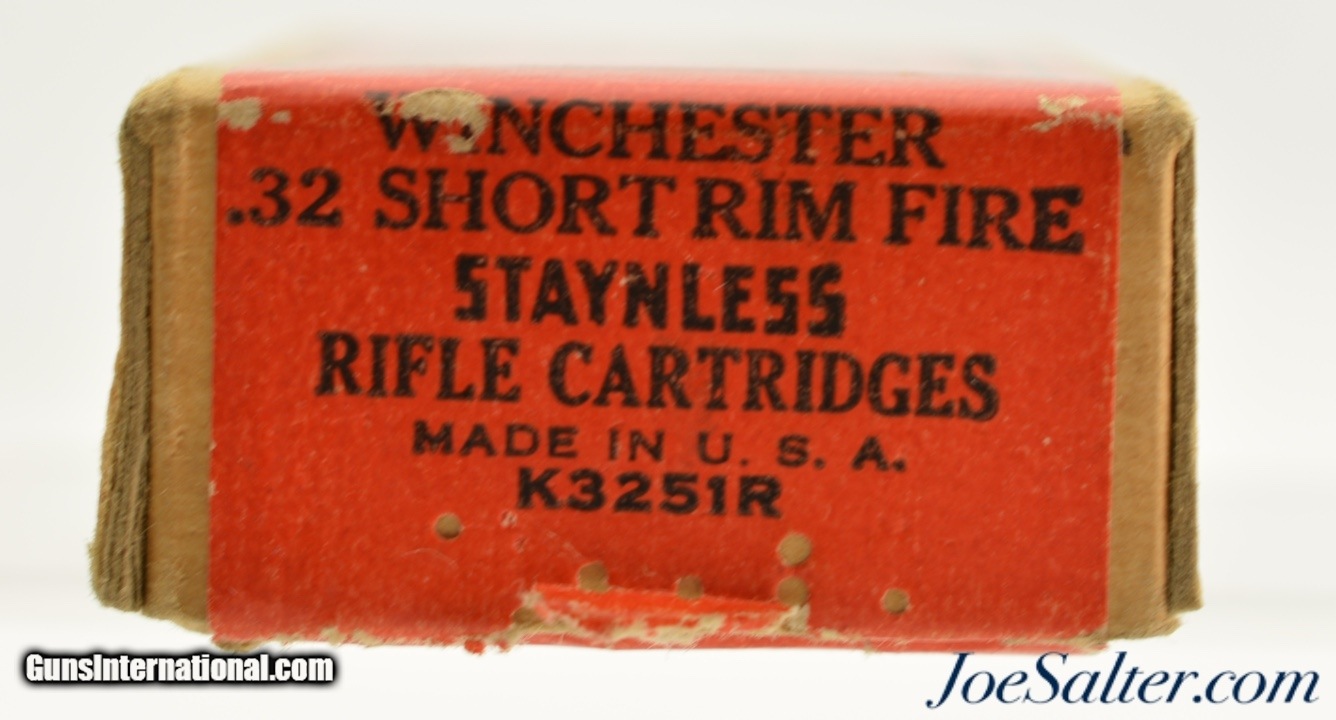 WINCHESTER
.32 SHORT RIM FIRE
STAYNLESS
RIFLE CARTRIDGES
MADE IN U. S. A.
K3251R
GunsInternational.com
JoeSalter.com